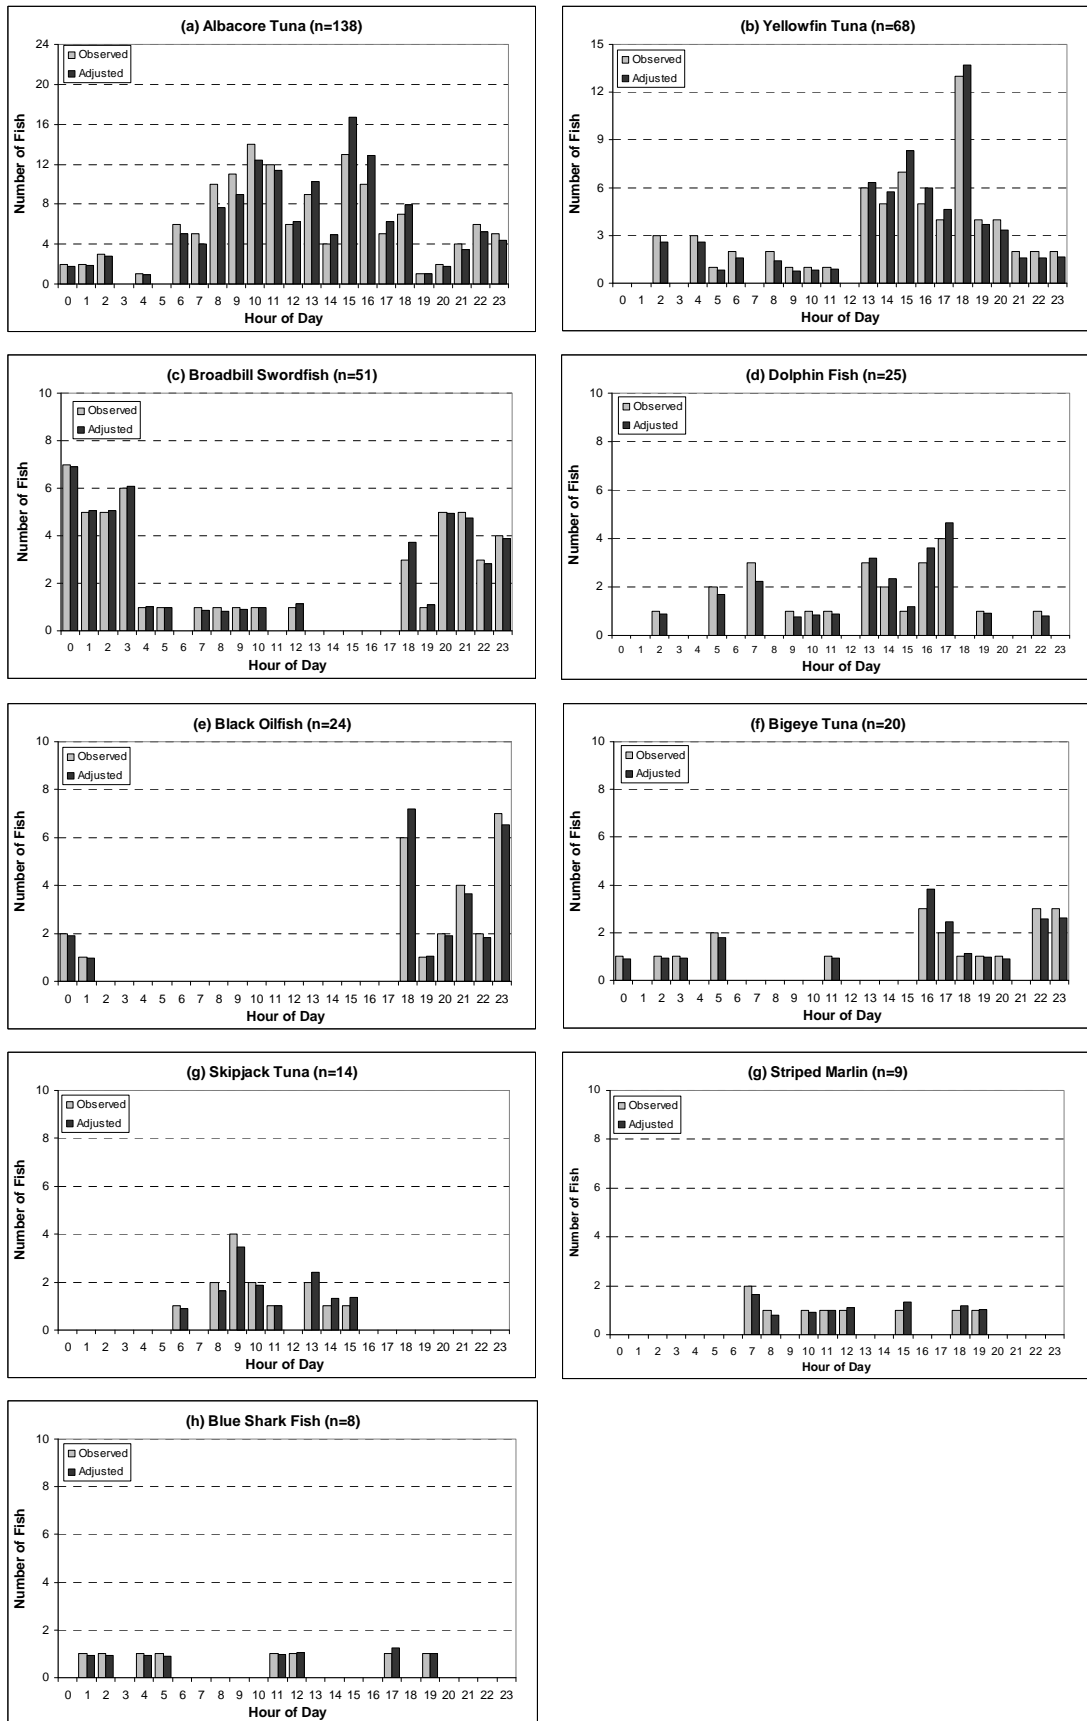 (a) Albacore Tuna (n=138)
24
20
16
12
8
4
0
Number of Fish
Observed
Adjusted
0 1 2 3 4 5 6 7 8 9 10 11 12 13 14 15 16 17 18 19 20 21 22 23
Hour of Day
(b) Yellowfin Tuna (n=68)
15
12
9
6
3
0
Number of Fish
Observed
Adjusted
0 1 2 3 4 5 6 7 8 9 10 11 12 13 14 15 16 17 18 19 20 21 22 23
Hour of Day
(c) Broadbill Swordfish (n=51)
10
8
6
4
2
0
Number of Fish
Observed
Adjusted
0 1 2 3 4 5 6 7 8 9 10 11 12 13 14 15 16 17 18 19 20 21 22 23
Hour of Day
(d) Dolphin Fish (n=25)
10
8
6
4
2
0
Number of Fish
Observed
Adjusted
0 1 2 3 4 5 6 7 8 9 10 11 12 13 14 15 16 17 18 19 20 21 22 23
Hour of Day
(e) Black Oilfish (n=24)
10
8
6
4
2
0
Number of Fish
Observed
Adjusted
0 1 2 3 4 5 6 7 8 9 10 11 12 13 14 15 16 17 18 19 20 21 22 23
Hour of Day
(f) Bigeye Tuna (n=20)
10
8
6
4
2
0
Number of Fish
Observed
Adjusted
0 1 2 3 4 5 6 7 8 9 10 11 12 13 14 15 16 17 18 19 20 21 22 23
Hour of Day
(g) Skipjack Tuna (n=14)
10
8
6
4
2
0
Number of Fish
Observed
Adjusted
0 1 2 3 4 5 6 7 8 9 10 11 12 13 14 15 16 17 18 19 20 21 22 23
Hour of Day
(g) Striped Marlin (n=9)
10
8
6
4
2
0
Number of Fish
Observed
Adjusted
0 1 2 3 4 5 6 7 8 9 10 11 12 13 14 15 16 17 18 19 20 21 22 23
Hour of Day
(h) Blue Shark Fish (n=8)
10
8
6
4
2
0
Number of Fish
Observed
Adjusted
0 1 2 3 4 5 6 7 8 9 10 11 12 13 14 15 16 17 18 19 20 21 22 23
Hour of Day